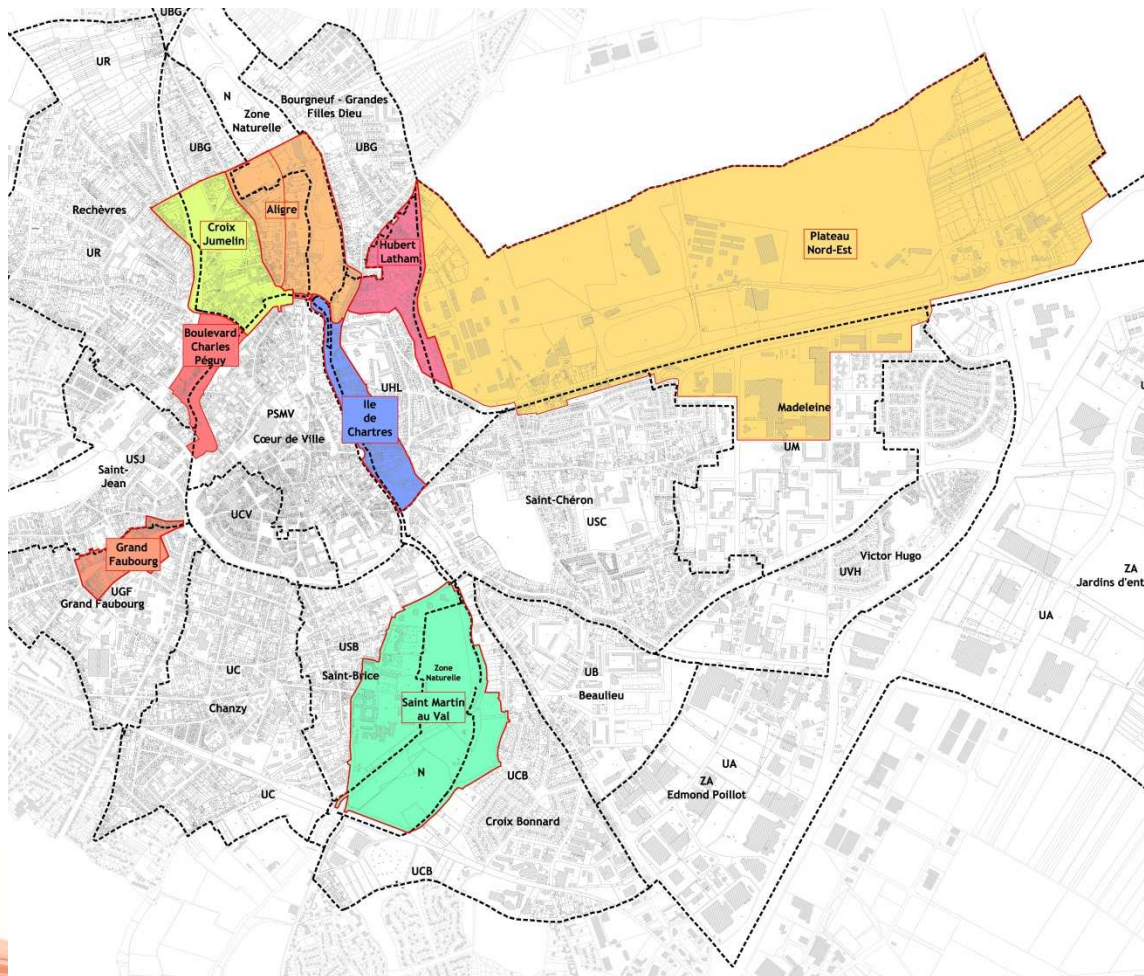 UBG
UBG
UR
N
Zone
Naturelle
Bourgneuf - Grandes
Filles Dieu
UBG
UBG
Rechèvres
UR
Croix
Jumelin
Aligre
Hubert
Latham
Plateau
Nord-Est
Boulevard
Charles
Péguy
PSMV
Cœur de Ville
UHL
Ile
de
Chartres
Madeleine
UM
USJ
Saint-
Jean
UCV
Saint-Chéron
USC
Grand
Faubourg
UGF
Grand Faubourg
Victor Hugo
UVH
ZA
Jardins d'ent
UA
USB
Saint-Brice
UC
Chanzy
Zone
Naturelle
Saint Martin
au Val
N
UB
Beaulieu
UC
UCB
Croix Bonnard
UA
ZA
Edmond Poillot
UCB